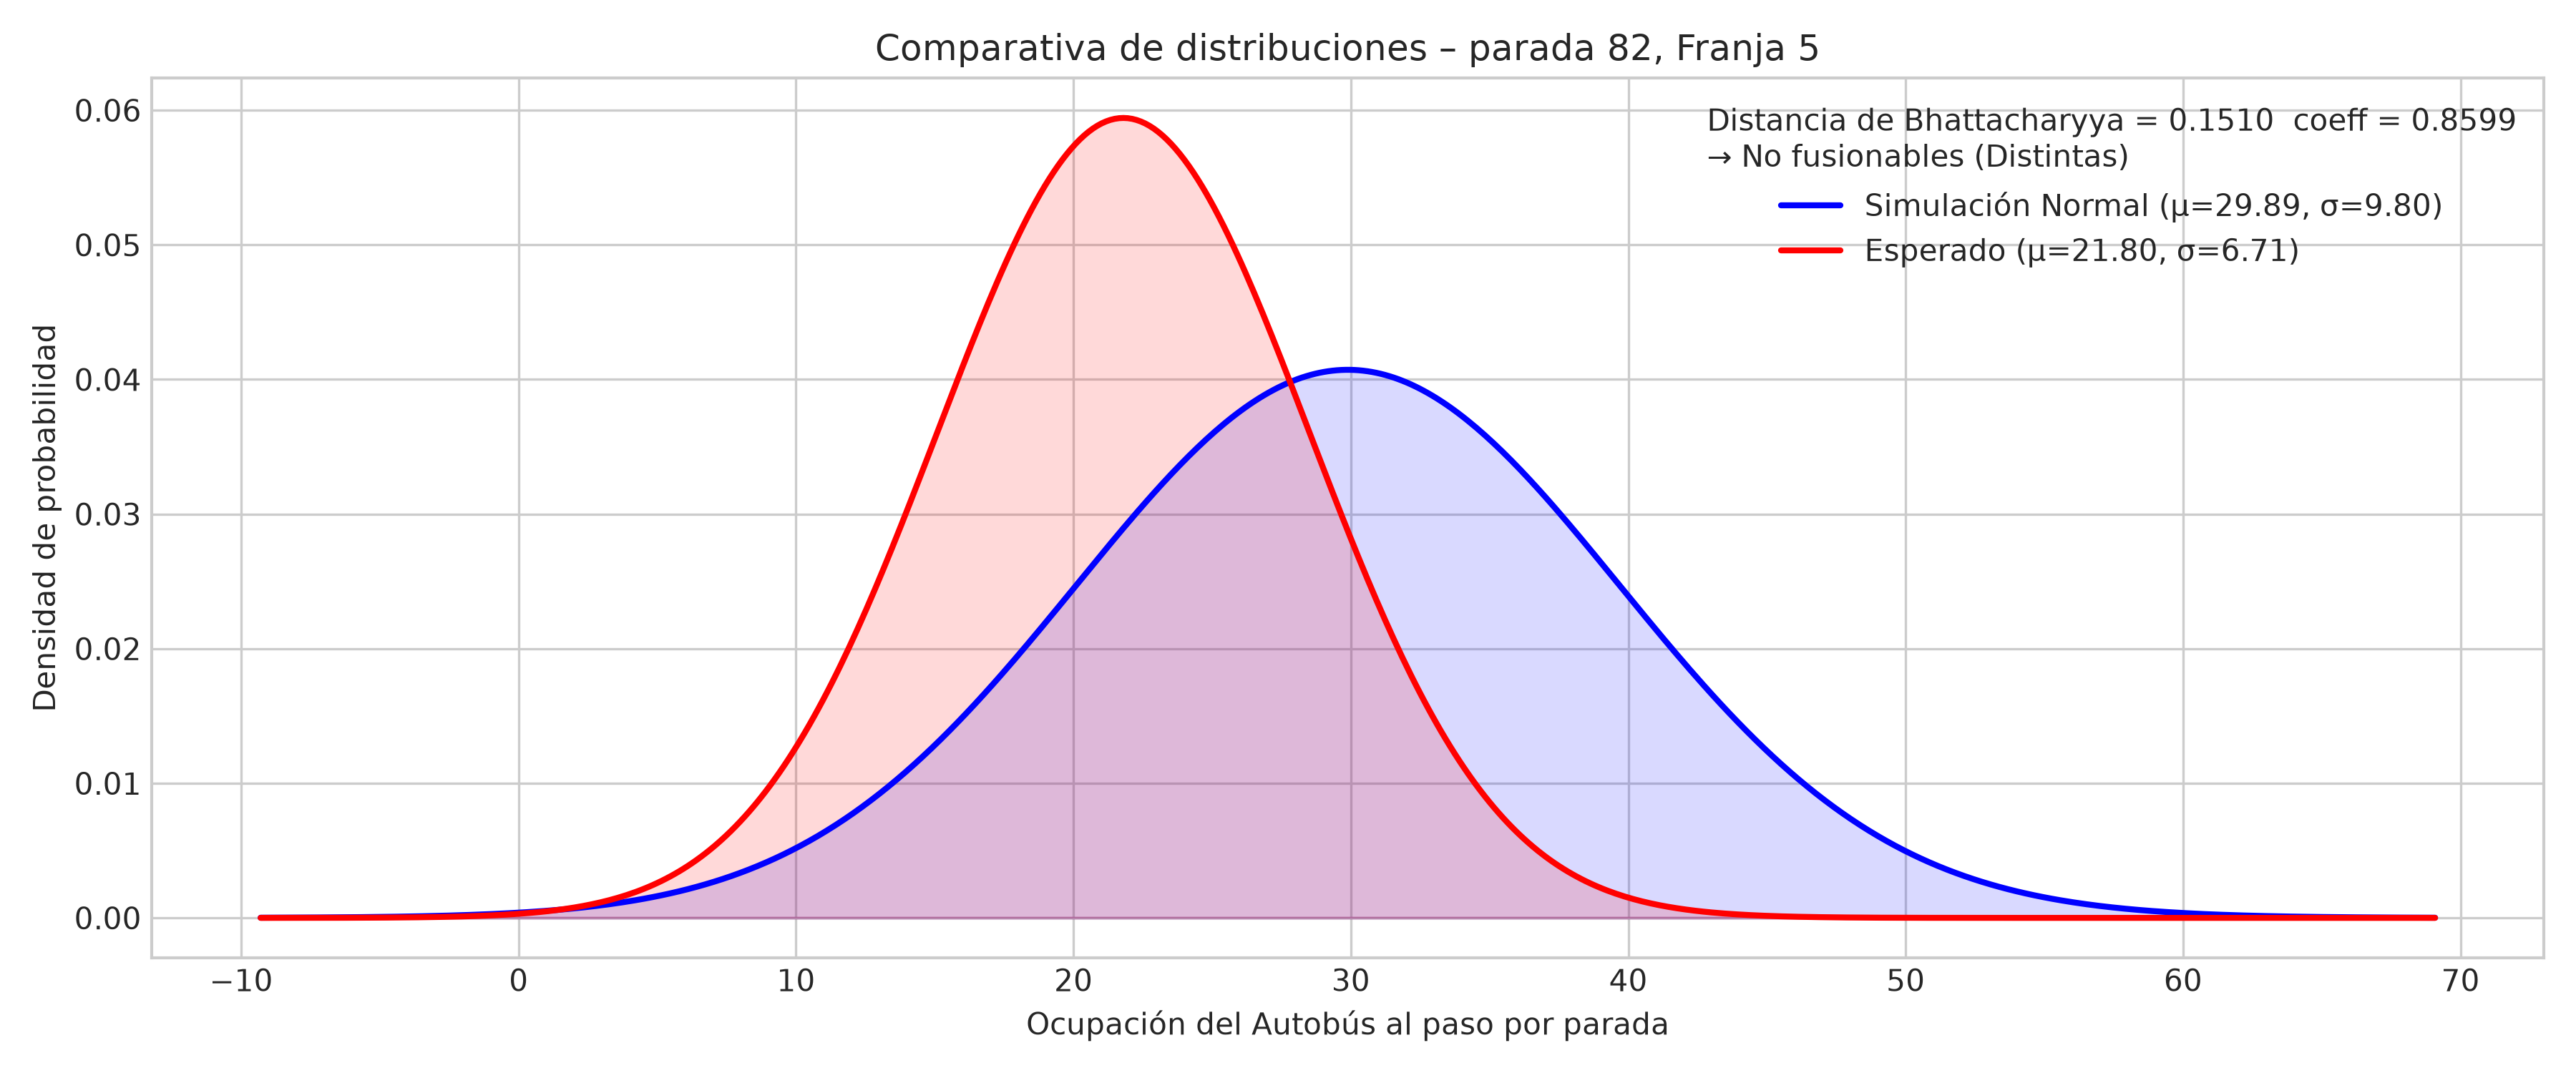 Comparativa de distribuciones – parada 82, Franja 5
Distancia de Bhattacharyya = 0.1510  coeff = 0.8599
→ No fusionables (Distintas)
Simulación Normal (μ=29.89, σ=9.80)
Esperado (μ=21.80, σ=6.71)
Densidad de probabilidad
0.06
0.05
0.04
0.03
0.02
0.01
0.00
−10 0 10 20 30 40 50 60 70
Ocupación del Autobús al paso por parada